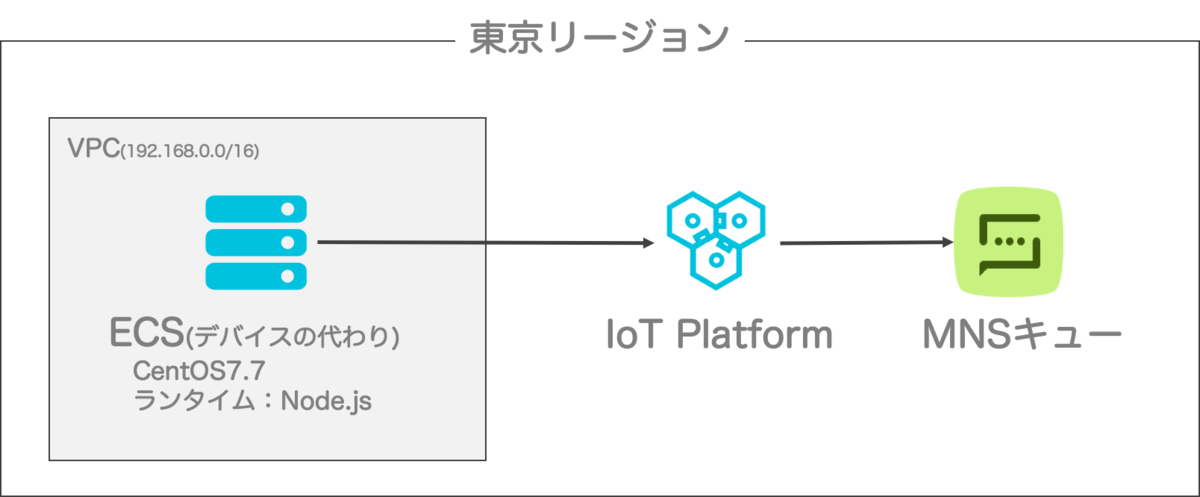 東京リージョン
VPC(192.168.0.0/16)
ECS(デバイスの代わり)
CentOS7.7
ランタイム：Node.js
IoT Platform
MNSキュー